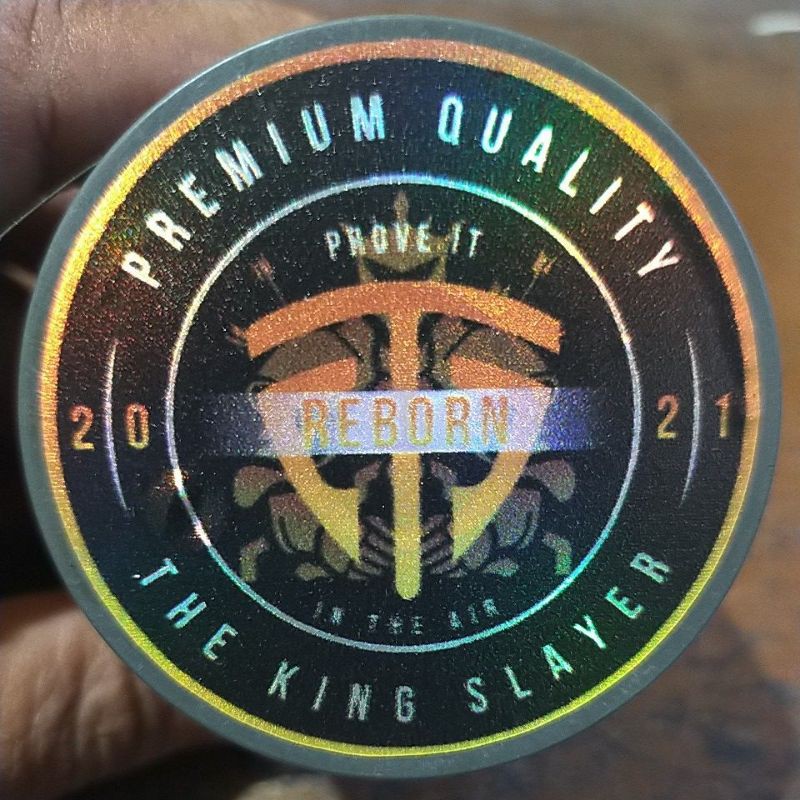 PREMIUM QUALITY
PROVE IT
REBORN
20 21
IN THE AIR
THE KING SLAYER